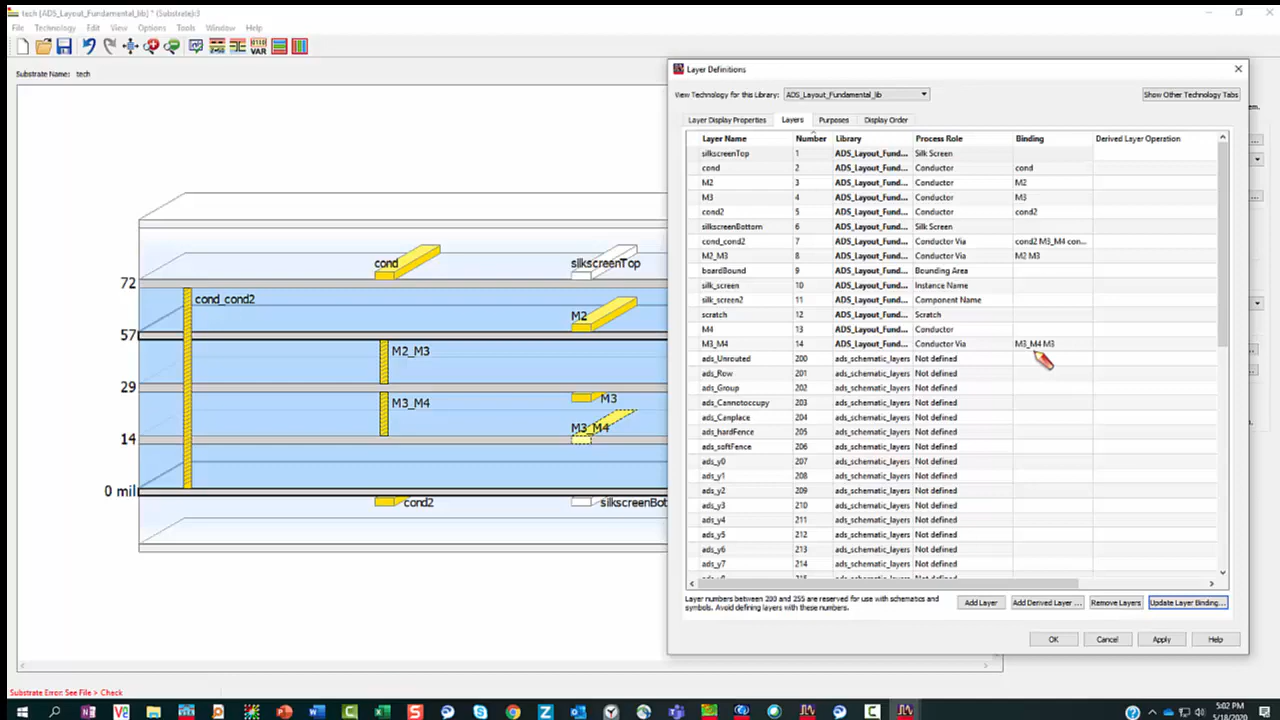 tech [ADS_Layout_Fundamental_lib] * (Substrate):3
File Technology Edit View Options Tools Window Help
Substrate Name: tech
cond
silkscreenTop
72
cond_cond2
M2
57
M2_M3
29
M3
M3_M4
M3_M4
14
0 mil
cond2
silkscreenBot
Substrate Error: See File > Check
Layer Definitions
View Technology for this Library: ADS_Layout_Fundamental_lib
Show Other Technology Tabs
Layer Display Properties Layers Purposes Display Order
Layer Name Number Library Process Role Binding Derived Layer Operation
silkscreenTop 1 ADS_Layout_Fund... Silk Screen
cond 2 ADS_Layout_Fund... Conductor cond
M2 3 ADS_Layout_Fund... Conductor M2
M3 4 ADS_Layout_Fund... Conductor M3
cond2 5 ADS_Layout_Fund... Conductor cond2
silkscreenBottom 6 ADS_Layout_Fund... Silk Screen
cond_cond2 7 ADS_Layout_Fund... Conductor Via cond2 M3_M4 con...
M2_M3 8 ADS_Layout_Fund... Conductor Via M2 M3
boardBound 9 ADS_Layout_Fund... Bounding Area
silk_screen 10 ADS_Layout_Fund... Instance Name
silk_screen2 11 ADS_Layout_Fund... Component Name
scratch 12 ADS_Layout_Fund... Scratch
M4 13 ADS_Layout_Fund... Conductor
M3_M4 14 ADS_Layout_Fund... Conductor Via M3_M4 M3
ads_Unrouted 200 ads_schematic_layers Not defined
ads_Row 201 ads_schematic_layers Not defined
ads_Group 202 ads_schematic_layers Not defined
ads_Cannotoccupy 203 ads_schematic_layers Not defined
ads_Canplace 204 ads_schematic_layers Not defined
ads_hardFence 205 ads_schematic_layers Not defined
ads_softFence 206 ads_schematic_layers Not defined
ads_y0 207 ads_schematic_layers Not defined
ads_y1 208 ads_schematic_layers Not defined
ads_y2 209 ads_schematic_layers Not defined
ads_y3 210 ads_schematic_layers Not defined
ads_y4 211 ads_schematic_layers Not defined
ads_y5 212 ads_schematic_layers Not defined
ads_y6 213 ads_schematic_layers Not defined
ads_y7 214 ads_schematic_layers Not defined
Layer numbers between 200 and 255 are reserved for use with schematics and
symbols. Avoid defining layers with these numbers.
Add Layer Add Derived Layer ... Remove Layers Update Layer Binding...
OK Cancel Apply Help
5:02 PM
5/18/2020